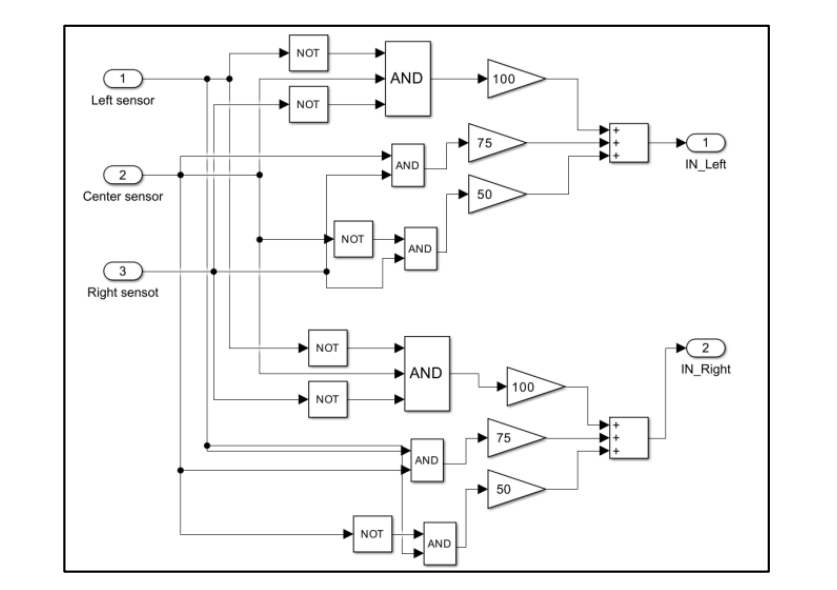 NOT
1
AND
100
Left sensor
NOT
+
75
+
1
AND
+
IN_Left
2
50
Center sensor
NOT
AND
3
Right sensot
NOT
2
AND
IN_Right
100
NOT
+
75
+
AND
+
50
NOT
AND